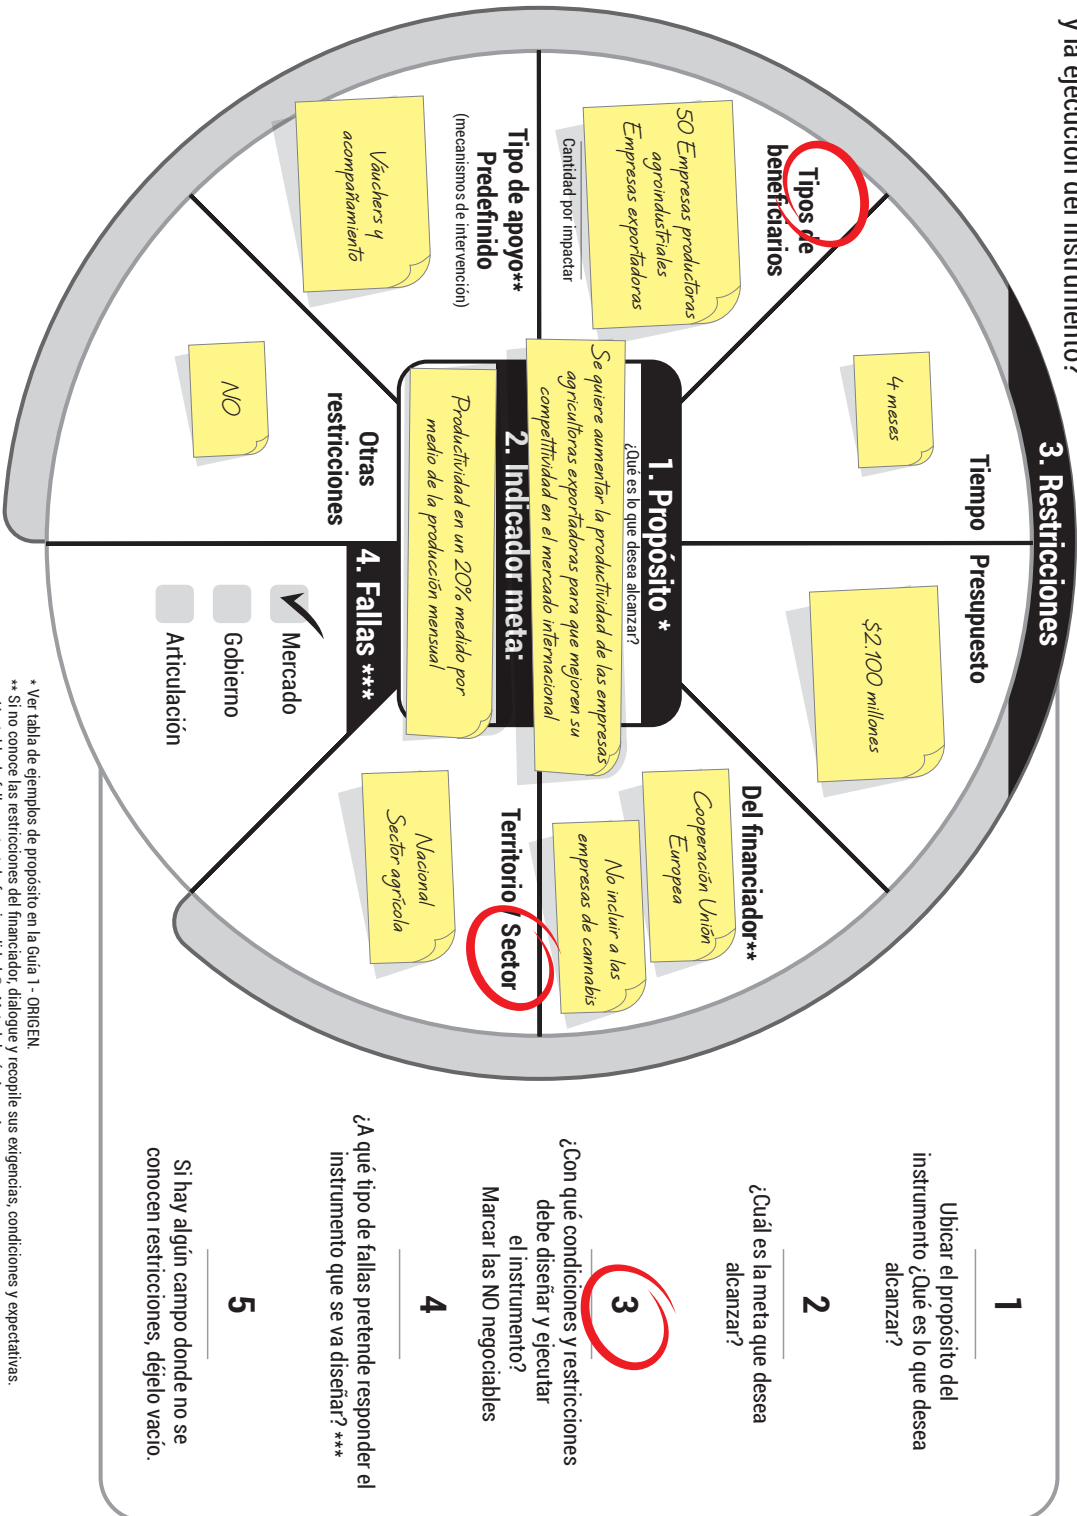 y la ejecución del instrumento?
3. Restricciones
Tiempo
4 meses
Presupuesto
$2.100 millones
Tipos de
beneficiarios
50 Empresas productoras
agroindustriales
Empresas exportadoras
Cantidad por impactar
Del financiador**
Cooperación Unión
Europea
No incluir a las
empresas de cannabis
1. Propósito *
¿Qué es lo que desea alcanzar?
Se quiere aumentar la productividad de las empresas
agricultoras exportadoras para que mejoren su
competitividad en el mercado internacional
2. Indicador meta:
Productividad en un 20% medido por
medio de la producción mensual
Tipo de apoyo**
Predefinido
(mecanismos de intervención)
Váuchers y
acompañamiento
Territorio / Sector
Nacional
Sector agrícola
Otras
restricciones
NO
4. Fallas ***
Mercado
Gobierno
Articulación
1
Ubicar el propósito del
instrumento ¿Qué es lo que desea
alcanzar?
2
¿Cuál es la meta que desea
alcanzar?
3
¿Con qué condiciones y restricciones
debe diseñar y ejecutar
el instrumento?
Marcar las NO negociables
4
¿A qué tipo de fallas pretende responder el
instrumento que se va diseñar? ***
5
Si hay algún campo donde no se
conocen restricciones, déjelo vacío.
* Ver tabla de ejemplos de propósito en la Guía 1 - ORIGEN.
** Si no conoce las restricciones del financiador, dialogue y recopile sus exigencias, condiciones y expectativas.